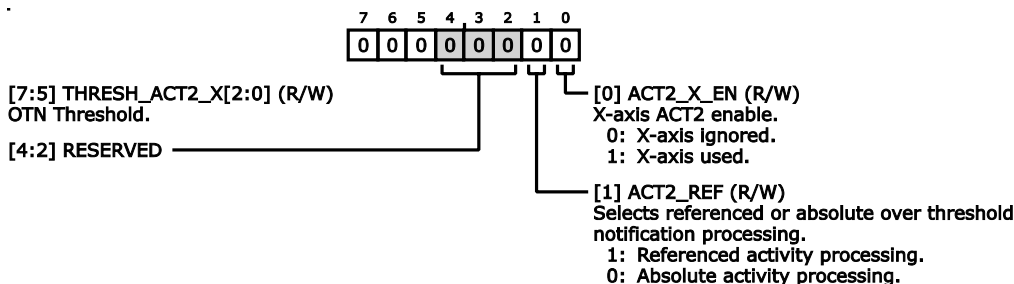 7 6 5 4 3 2 1 0
0 0 0 0 0 0 0 0
[7:5] THRESH_ACT2_X[2:0] (R/W)
OTN Threshold.
[4:2] RESERVED
[0] ACT2_X_EN (R/W)
X-axis ACT2 enable.
0: X-axis ignored.
1: X-axis used.
[1] ACT2_REF (R/W)
Selects referenced or absolute over threshold
notification processing.
1: Referenced activity processing.
0: Absolute activity processing.